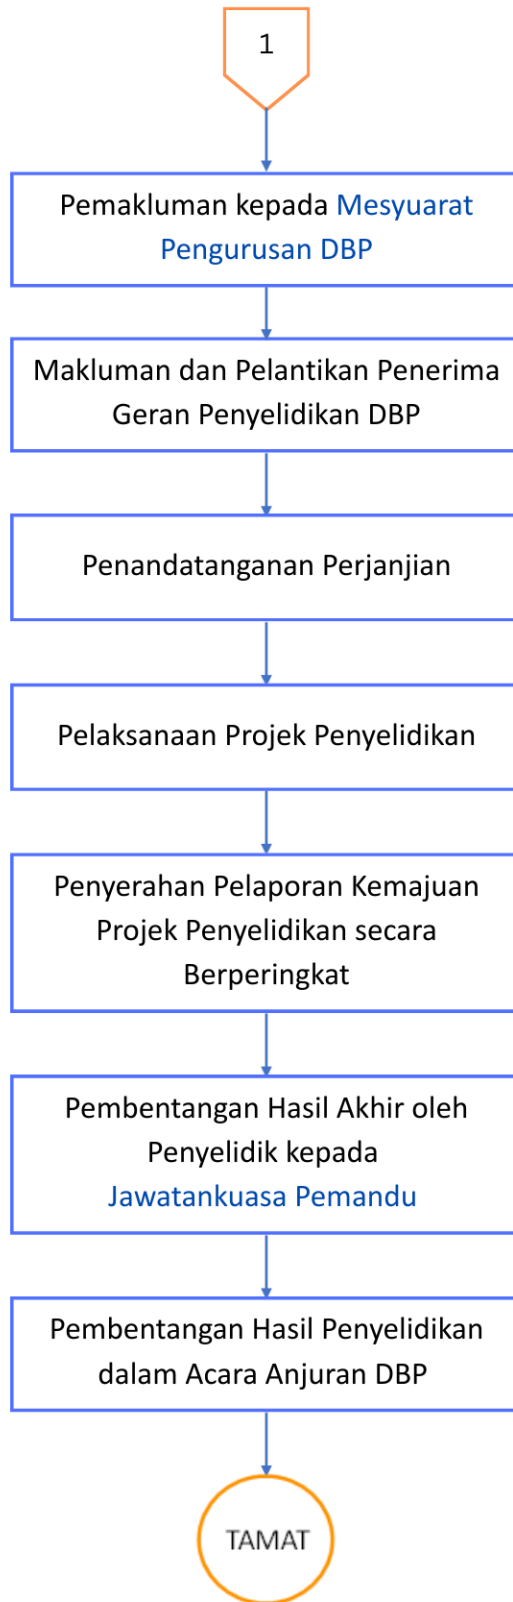 1
Pemakluman kepada Mesyuarat
Pengurusan DBP
Makluman dan Pelantikan Penerima
Geran Penyelidikan DBP
Penandatanganan Perjanjian
Pelaksanaan Projek Penyelidikan
Penyerahan Pelaporan Kemajuan
Projek Penyelidikan secara
Berperingkat
Pembentangan Hasil Akhir oleh
Penyelidik kepada
Jawatankuasa Pemandu
Pembentangan Hasil Penyelidikan
dalam Acara Anjuran DBP
TAMAT